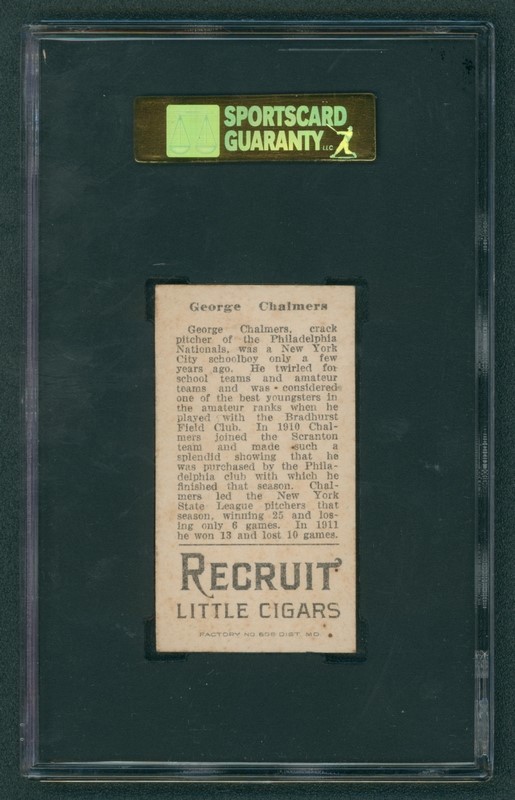 SPORTSCARD
GUARANTY LLC
George Chalmers
George Chalmers, crack
pitcher of the Philadelphia
Nationals, was a New York
City schoolboy only a few
years ago. He twirled for
school teams and amateur
teams and was considered
one of the best youngsters in
the amateur ranks when he
played with the Bradhurst
Field Club. In 1910 Chal-
mers joined the Scranton
team and made such a
splendid showing that he
was purchased by the Phila-
delphia club with which he
finished that season. Chal-
mers led the New York
State League pitchers that
season, winning 25 and los-
ing only 6 games. In 1911
he won 13 and lost 10 games.
RECRUIT
LITTLE CIGARS
FACTORY NO 606 DIST. MD.